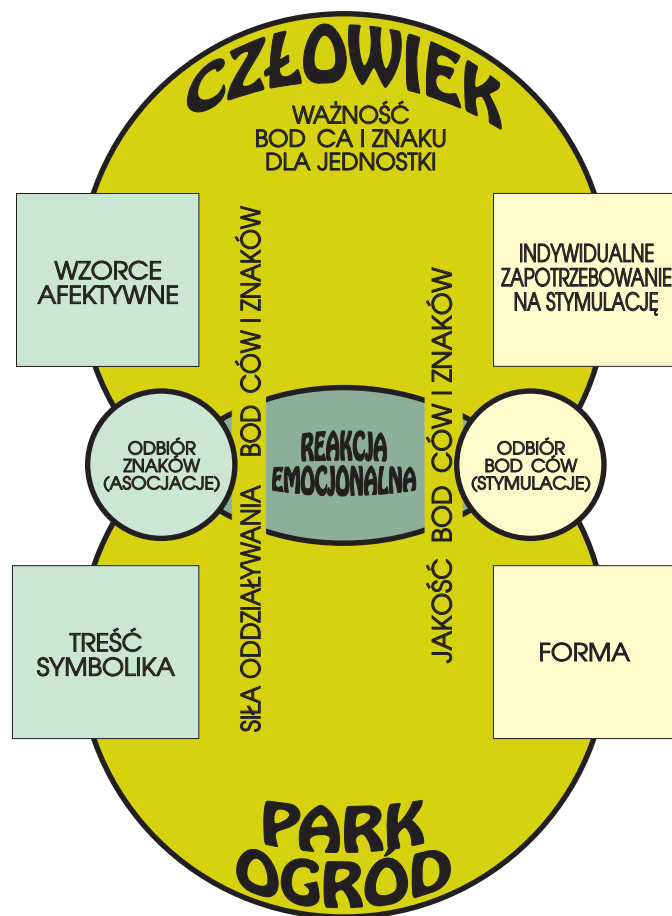 CZŁOWIEK
WAŻNOŚĆ
BOD CA I ZNAKU
DLA JEDNOSTKI
WZORCE
AFEKTYWNE
INDYWIDUALNE
ZAPOTRZEBOWANIE
NA STYMULACJĘ
SIŁA ODDZIAŁYWANIA BOD CÓW I ZNAKÓW
JAKOŚĆ BOD CÓW I ZNAKÓW
ODBIÓR
ZNAKÓW
(ASOCJACJE)
REAKCJA
EMOCJONALNA
ODBIÓR
BOD CÓW
(STYMULACJE)
TREŚĆ
SYMBOLIKA
FORMA
PARK
OGRÓD